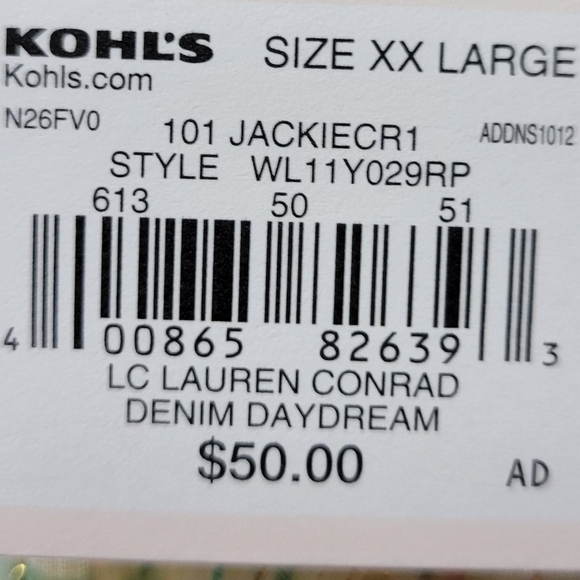 KOHL'S SIZE XX LARGE
Kohls.com
N26FV0 101 JACKIECR1 ADDNS1012
STYLE WL11Y029RP
613 50 51
4 00865 82639 3
LC LAUREN CONRAD
DENIM DAYDREAM
$50.00 AD